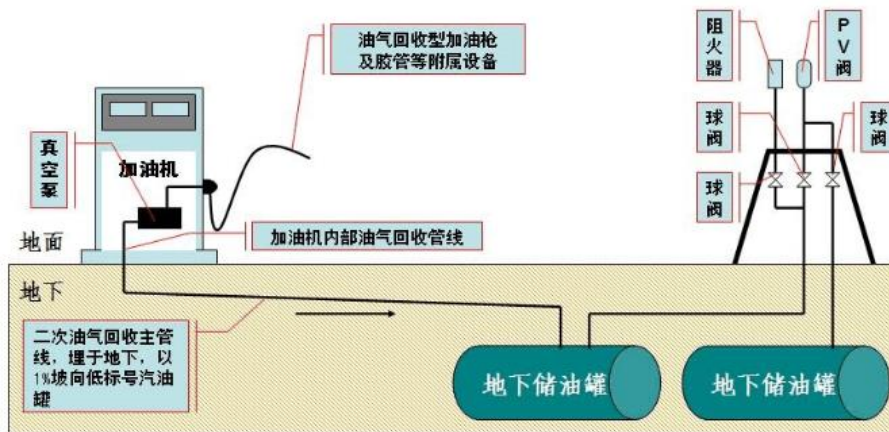 油气回收型加油枪
及胶管等附属设备
阻火器
PV阀
真空泵
加油机
球阀
球阀
球阀
加油机内部油气回收管线
地面
地下
二次油气回收主管
线，埋于地下，以
1%坡向低标号汽油
罐
地下储油罐
地下储油罐